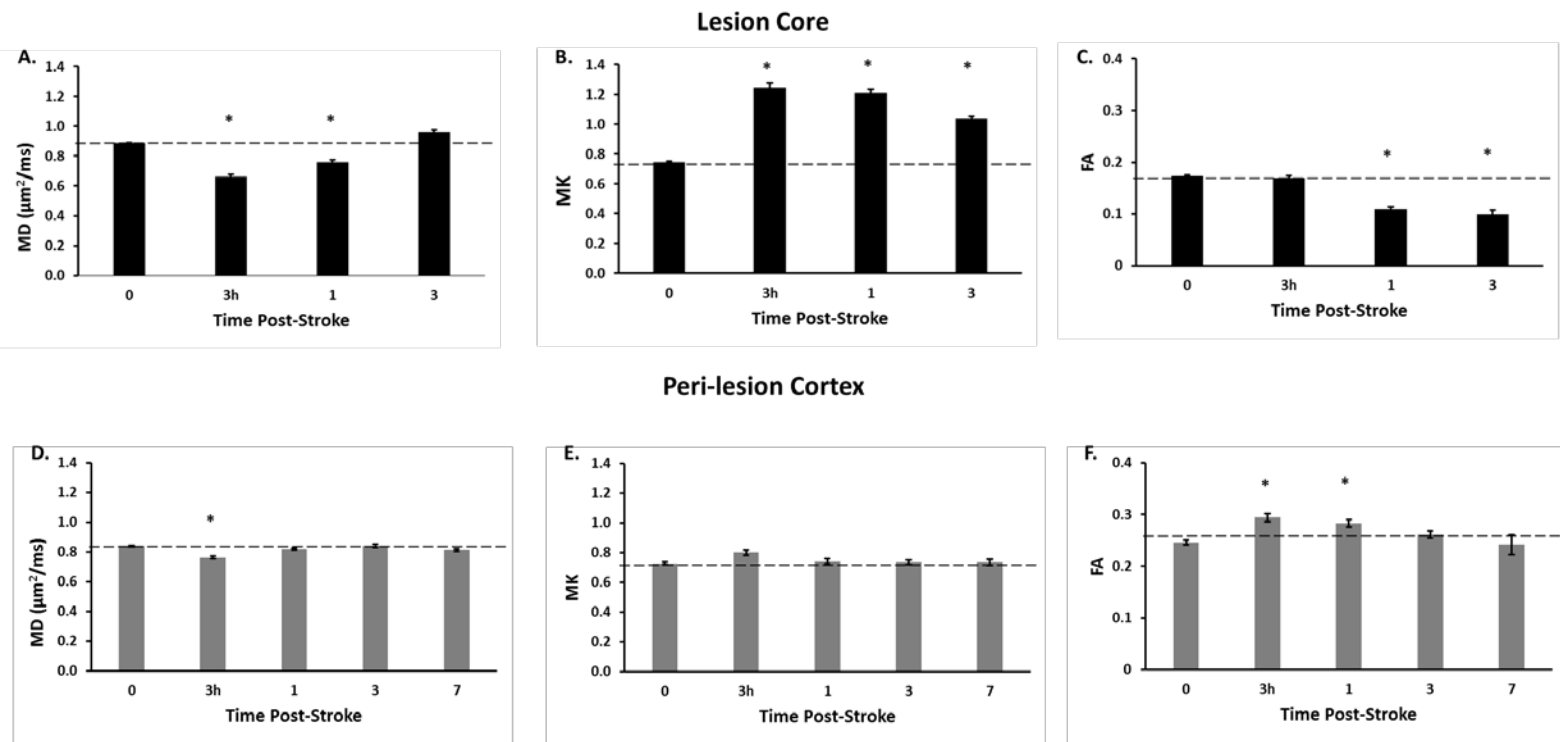 Lesion Core
A.
MD (µm²/ms)
1.4
1.2
1.0
0.8
0.6
0.4
0.2
0.0
* *
0 3h 1 3
Time Post-Stroke
B.
MK
1.4
1.2
1.0
0.8
0.6
0.4
0.2
0.0
* * *
0 3h 1 3
Time Post-Stroke
C.
FA
0.4
0.3
0.2
0.1
0
* *
0 3h 1 3
Time Post-Stroke
Peri-lesion Cortex
D.
MD (µm²/ms)
1.4
1.2
1.0
0.8
0.6
0.4
0.2
0.0
*
0 3h 1 3 7
Time Post-Stroke
E.
MK
1.4
1.2
1.0
0.8
0.6
0.4
0.2
0.0
0 3h 1 3 7
Time Post-Stroke
F.
FA
0.4
0.3
0.2
0.1
0
* *
0 3h 1 3 7
Time Post-Stroke